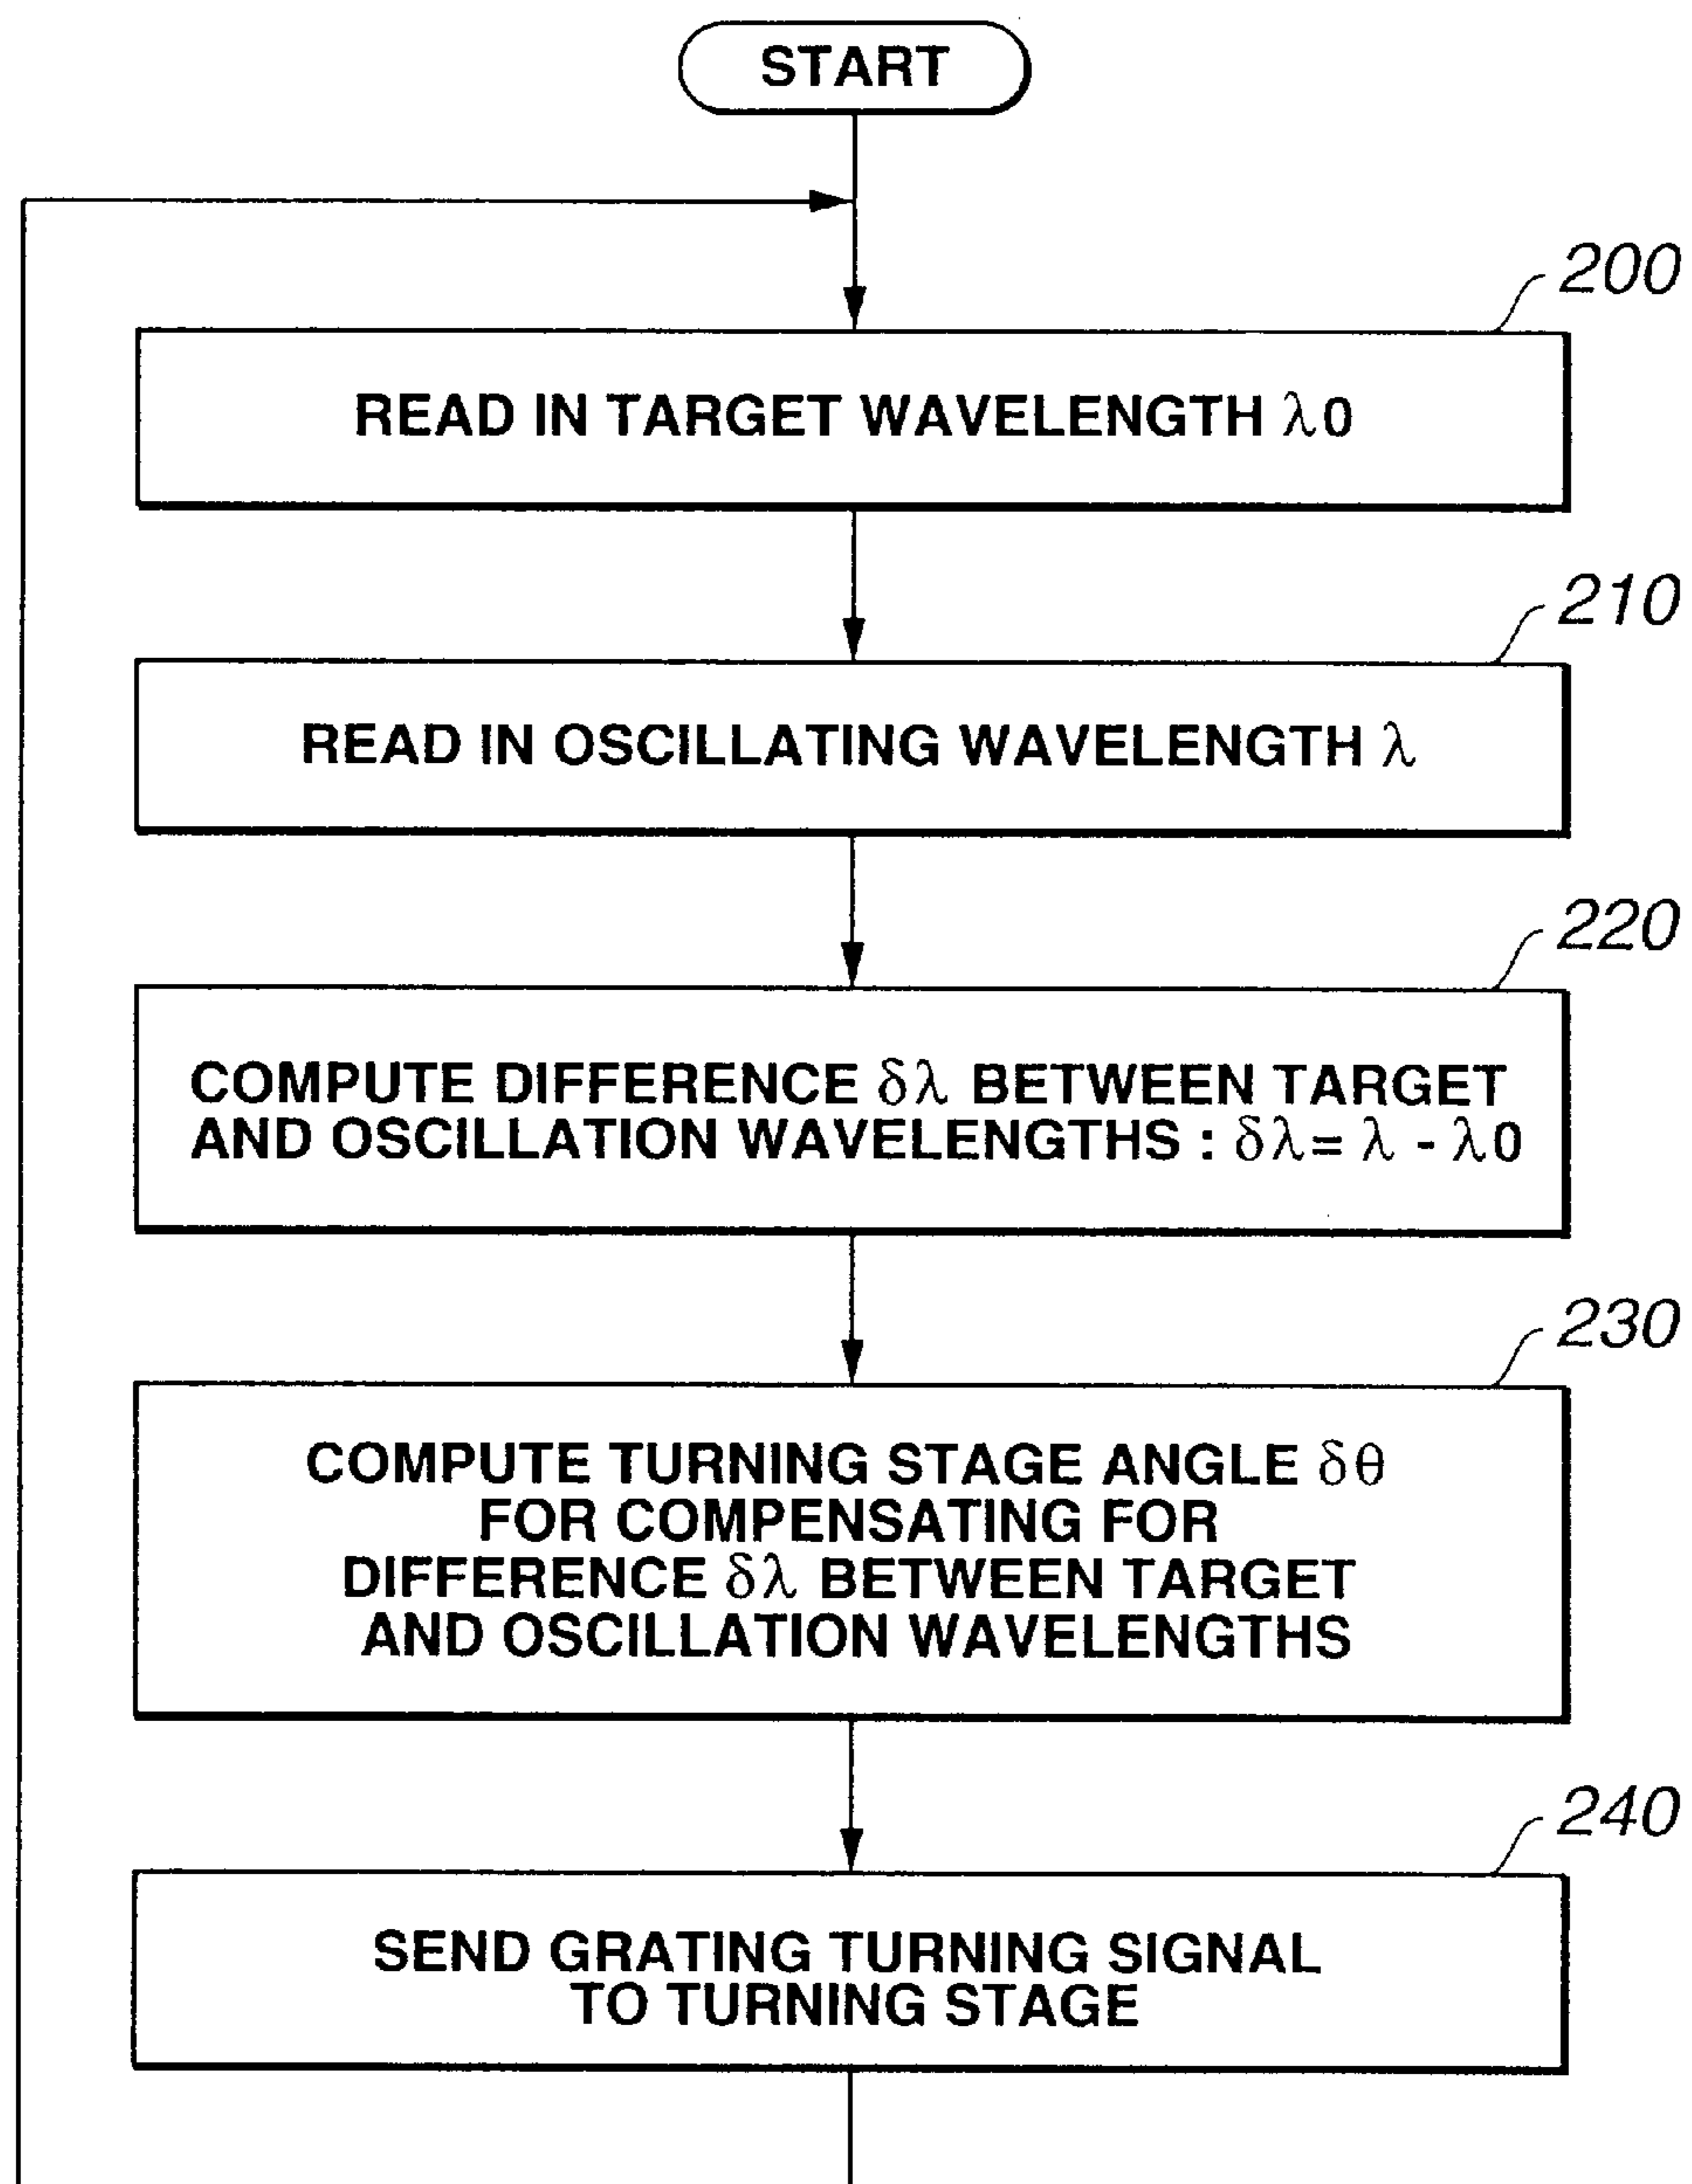 START
200
READ IN TARGET WAVELENGTH λ0
210
READ IN OSCILLATING WAVELENGTH λ
220
COMPUTE DIFFERENCE δλ BETWEEN TARGET
AND OSCILLATION WAVELENGTHS : δλ= λ - λ0
230
COMPUTE TURNING STAGE ANGLE δθ
FOR COMPENSATING FOR
DIFFERENCE δλ BETWEEN TARGET
AND OSCILLATION WAVELENGTHS
240
SEND GRATING TURNING SIGNAL
TO TURNING STAGE